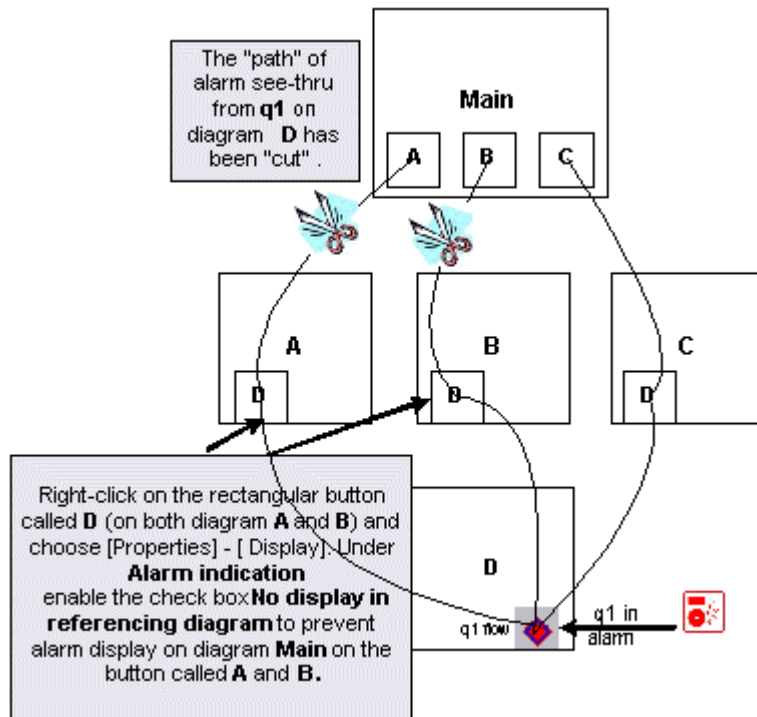 The "path" of
alarm see-thru
from q1 on
diagram D has
been "cut" .
Main
A
B
C
A
B
C
D
D
D
Right-click on the rectangular button
called D (on both diagram A and B) and
choose [Properties] - [ Display]. Under
Alarm indication
enable the check box No display in
referencing diagram to prevent
alarm display on diagram Main on the
button called A and B.
D
q1 flow
q1 in
alarm